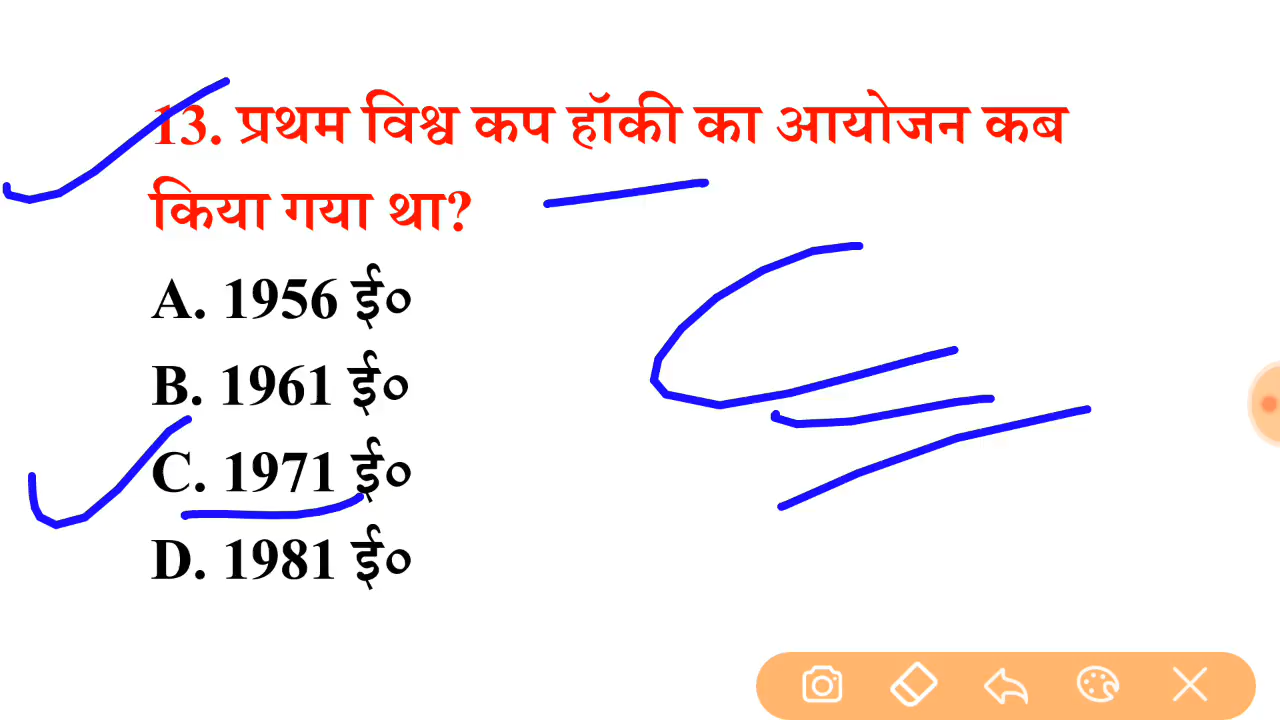 13. प्रथम विश्व कप हॉकी का आयोजन कब
किया गया था?
A. 1956 ई०
B. 1961 ई०
C. 1971 ई०
D. 1981 ई०